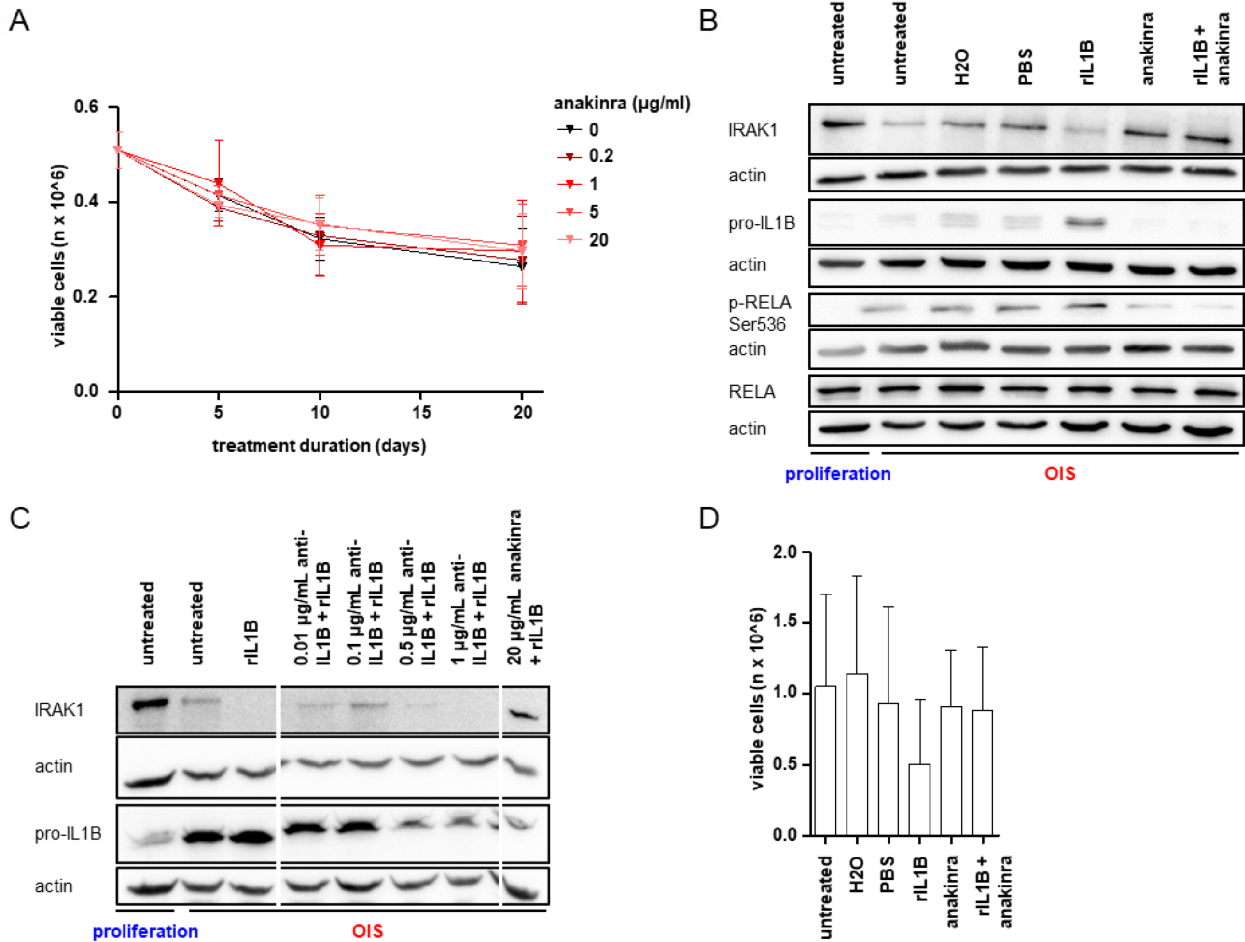 A
anakinra (µg/ml)
0
0.2
1
5
20
0.6
0.4
0.2
0.0
viable cells (n x 10^6)
0
5
10
15
20
treatment duration (days)
B
untreated
untreated
H2O
PBS
rIL1B
anakinra
rIL1B +
anakinra
IRAK1
actin
pro-IL1B
actin
p-RELA
Ser536
actin
RELA
actin
proliferation
OIS
C
untreated
untreated
rIL1B
0.01 µg/mL anti-
IL1B + rIL1B
0.1 µg/mL anti-
IL1B + rIL1B
0.5 µg/mL anti-
IL1B + rIL1B
1 µg/mL anti-
IL1B + rIL1B
20 µg/mL anakinra
+ rIL1B
IRAK1
actin
pro-IL1B
actin
proliferation
OIS
D
2.0
1.5
1.0
0.5
0.0
viable cells (n x 10^6)
untreated
H2O
PBS
rIL1B
anakinra
rIL1B +
anakinra